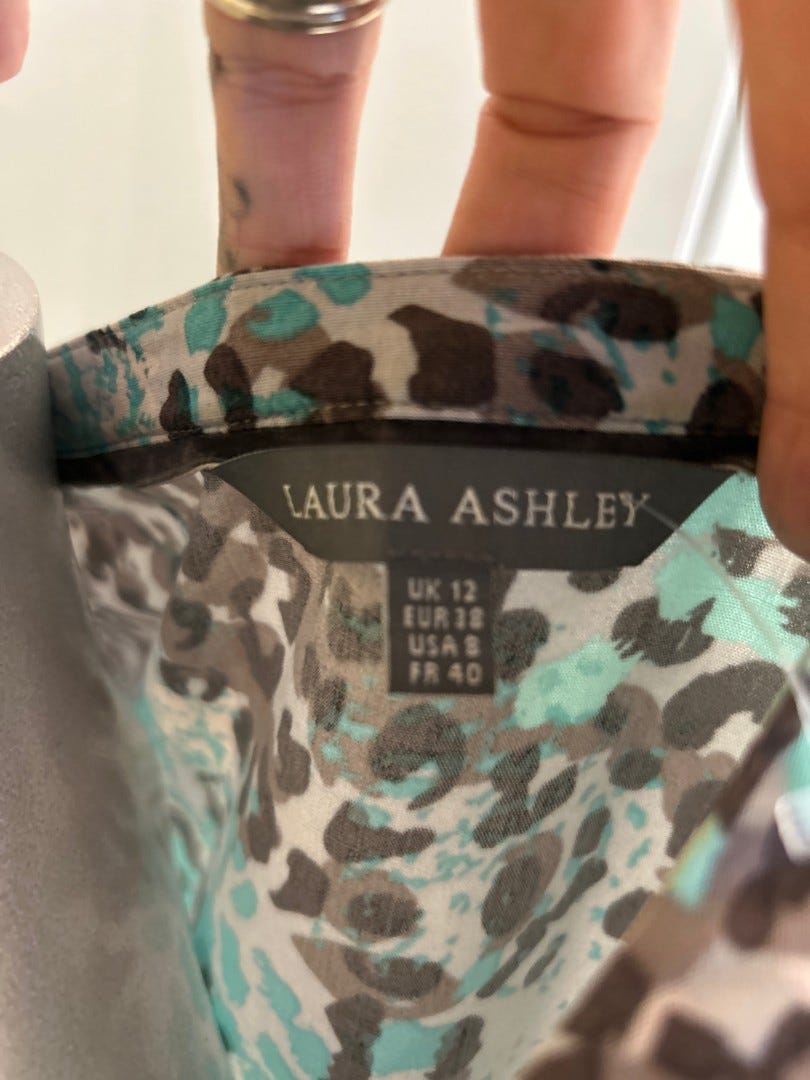 LAURA ASHLEY
UK 12
EUR 38
USA 8
FR 40